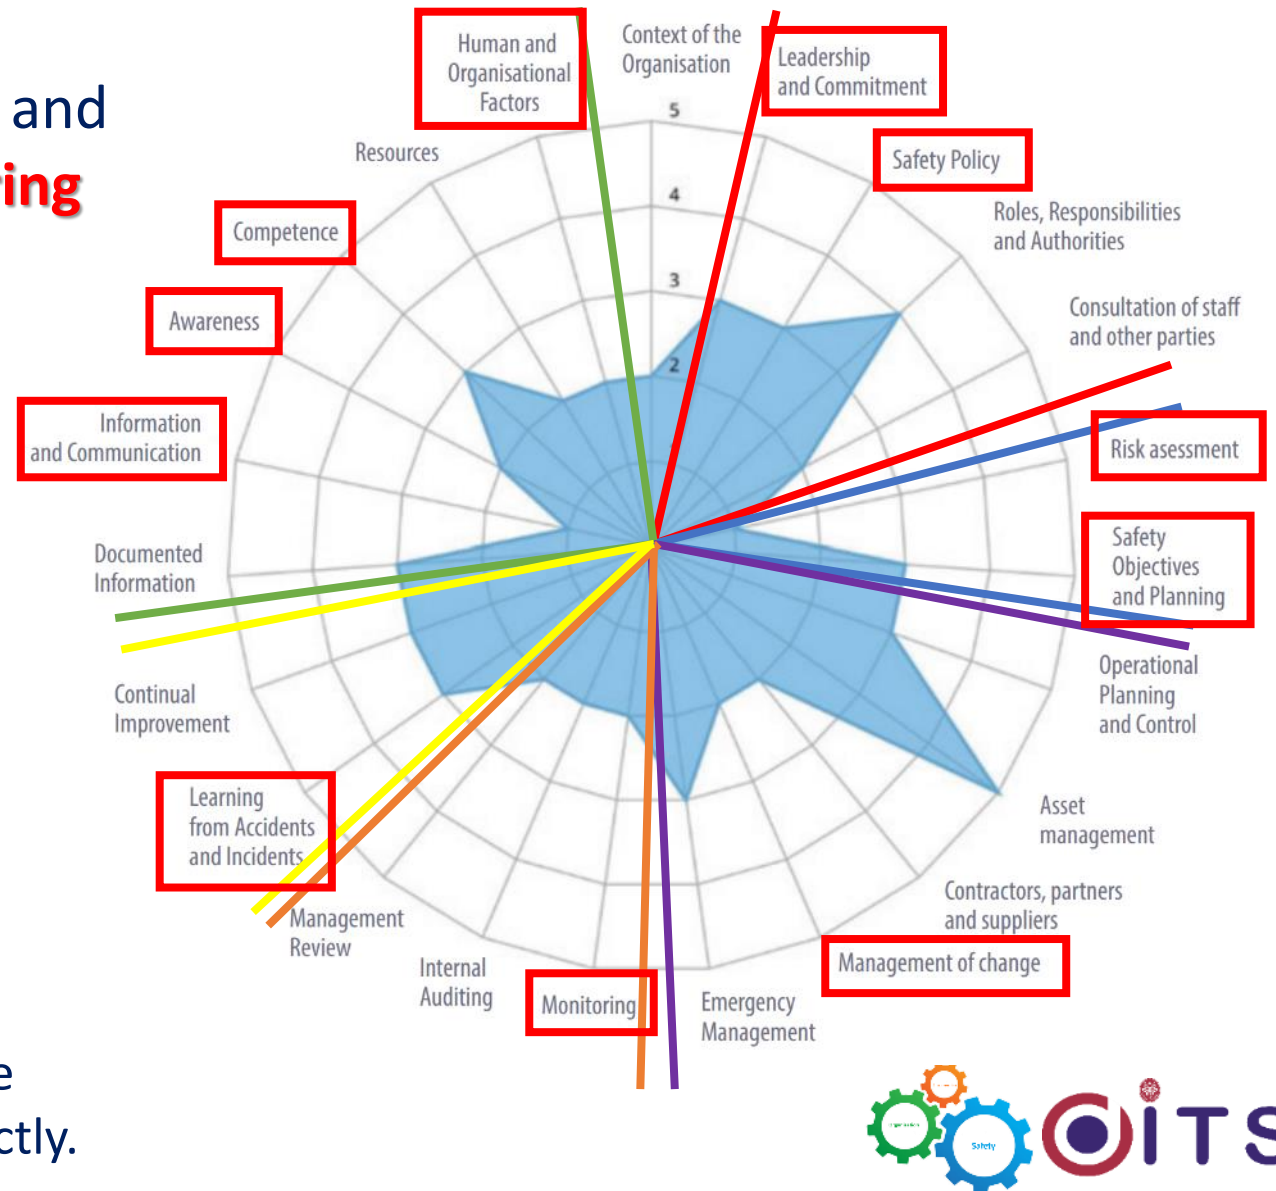 and
ing
Human and
Organisational
Factors
Context of the
Organisation
Leadership
and Commitment
Safety Policy
Roles, Responsibilities
and Authorities
Consultation of staff
and other parties
Risk asessment
Safety
Objectives
and Planning
Operational
Planning
and Control
Asset
management
Contractors, partners
and suppliers
Management of change
Emergency
Management
Monitoring
Internal
Auditing
Management
Review
Learning
from Accidents
and Incidents
Continual
Improvement
Documented
Information
Information
and Communication
Awareness
Competence
Resources
5
4
3
2
e
ctly.
Safety
OITS